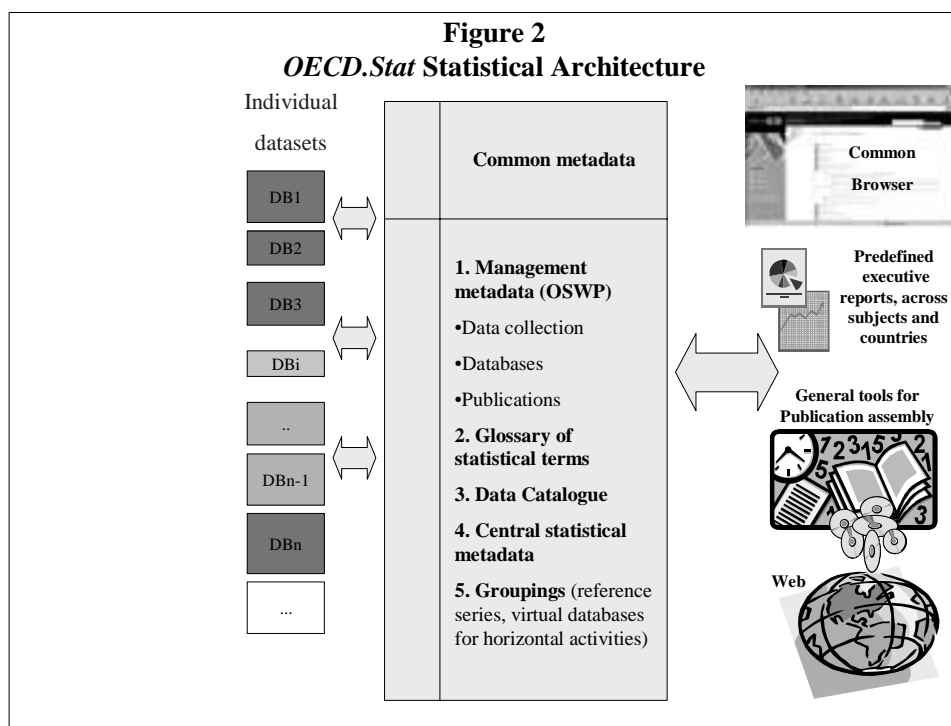 Figure 2
OECD.Stat Statistical Architecture
Individual
datasets
DB1
DB2
DB3
DBi
..
DBn-1
DBn
...
Common metadata
1. Management
metadata (OSWP)
•Data collection
•Databases
•Publications
2. Glossary of
statistical terms
3. Data Catalogue
4. Central statistical
metadata
5. Groupings (reference
series, virtual databases
for horizontal activities)
Common
Browser
Predefined
executive
reports, across
subjects and
countries
General tools for
Publication assembly
Web